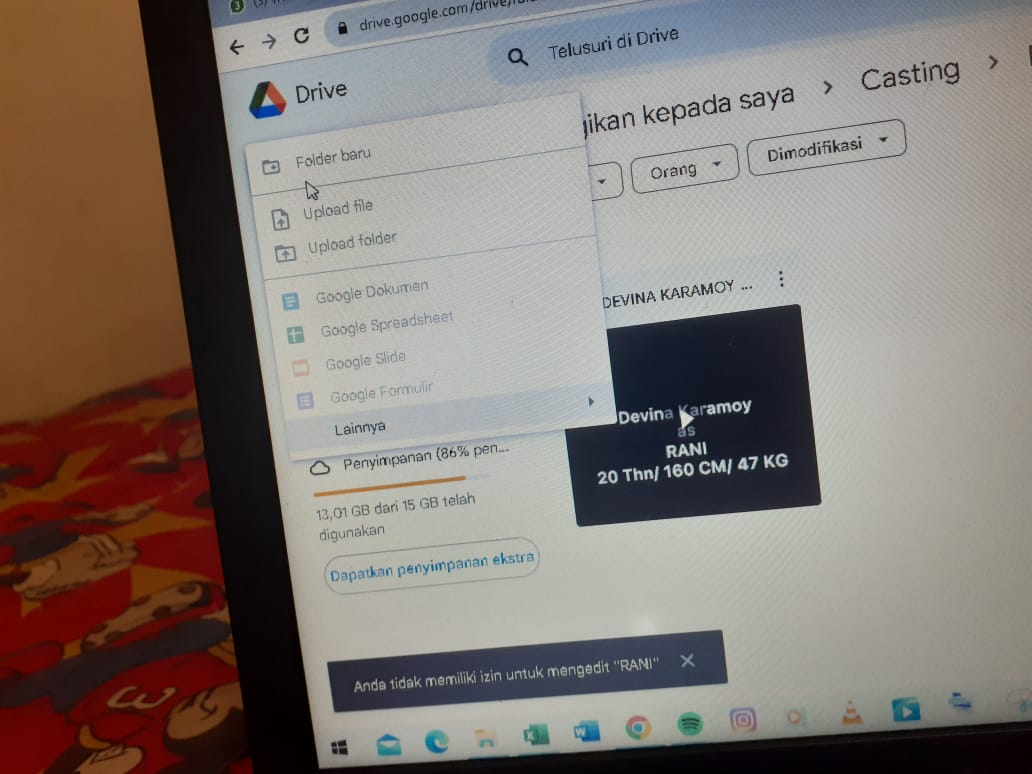 drive.google.com/drive/fol
Telusuri di Drive
Drive
gikan kepada saya > Casting >
Orang
Dimodifikasi
Folder baru
Upload file
Upload folder
Google Dokumen
Google Spreadsheet
Google Slide
Google Formulir
Lainnya
DEVINA KARAMOY ...
Devina Karamoy
as
RANI
20 Thn/ 160 CM/ 47 KG
Penyimpanan (86% pen...
13,01 GB dari 15 GB telah
digunakan
Dapatkan penyimpanan ekstra
Anda tidak memiliki izin untuk mengedit "RANI"